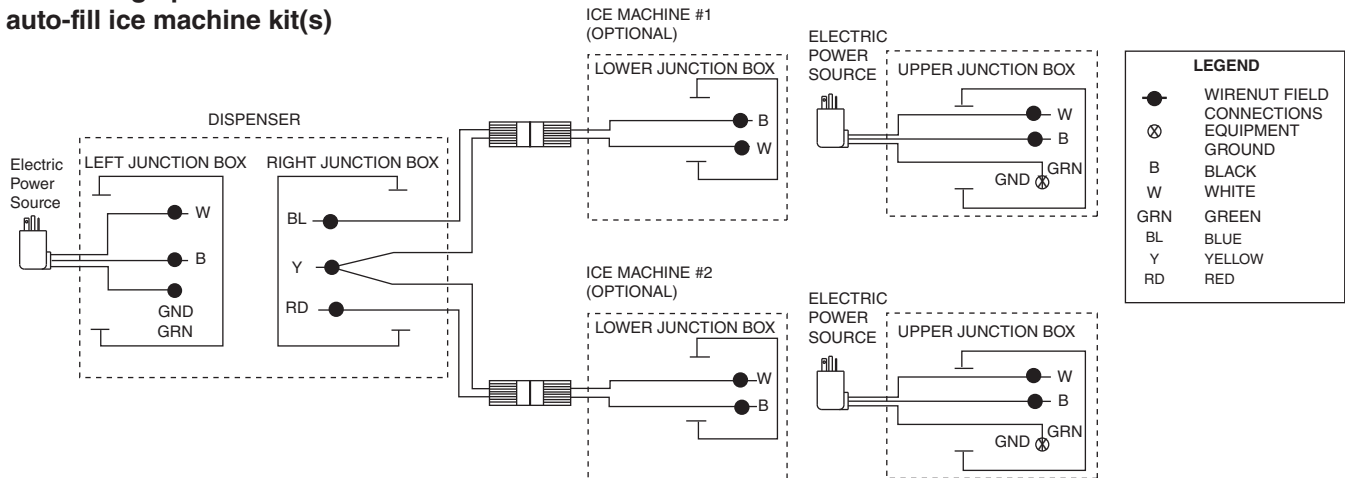 auto-fill ice machine kit(s)
DISPENSER
Electric
Power
Source
LEFT JUNCTION BOX
W
B
GND
GRN
RIGHT JUNCTION BOX
BL
Y
RD
ICE MACHINE #1
(OPTIONAL)
LOWER JUNCTION BOX
B
W
ELECTRIC
POWER
SOURCE
UPPER JUNCTION BOX
W
B
GRN
GND
ICE MACHINE #2
(OPTIONAL)
LOWER JUNCTION BOX
W
B
ELECTRIC
POWER
SOURCE
UPPER JUNCTION BOX
W
B
GRN
GND
LEGEND
WIRENUT FIELD
CONNECTIONS
EQUIPMENT
GROUND
B BLACK
W WHITE
GRN GREEN
BL BLUE
Y YELLOW
RD RED